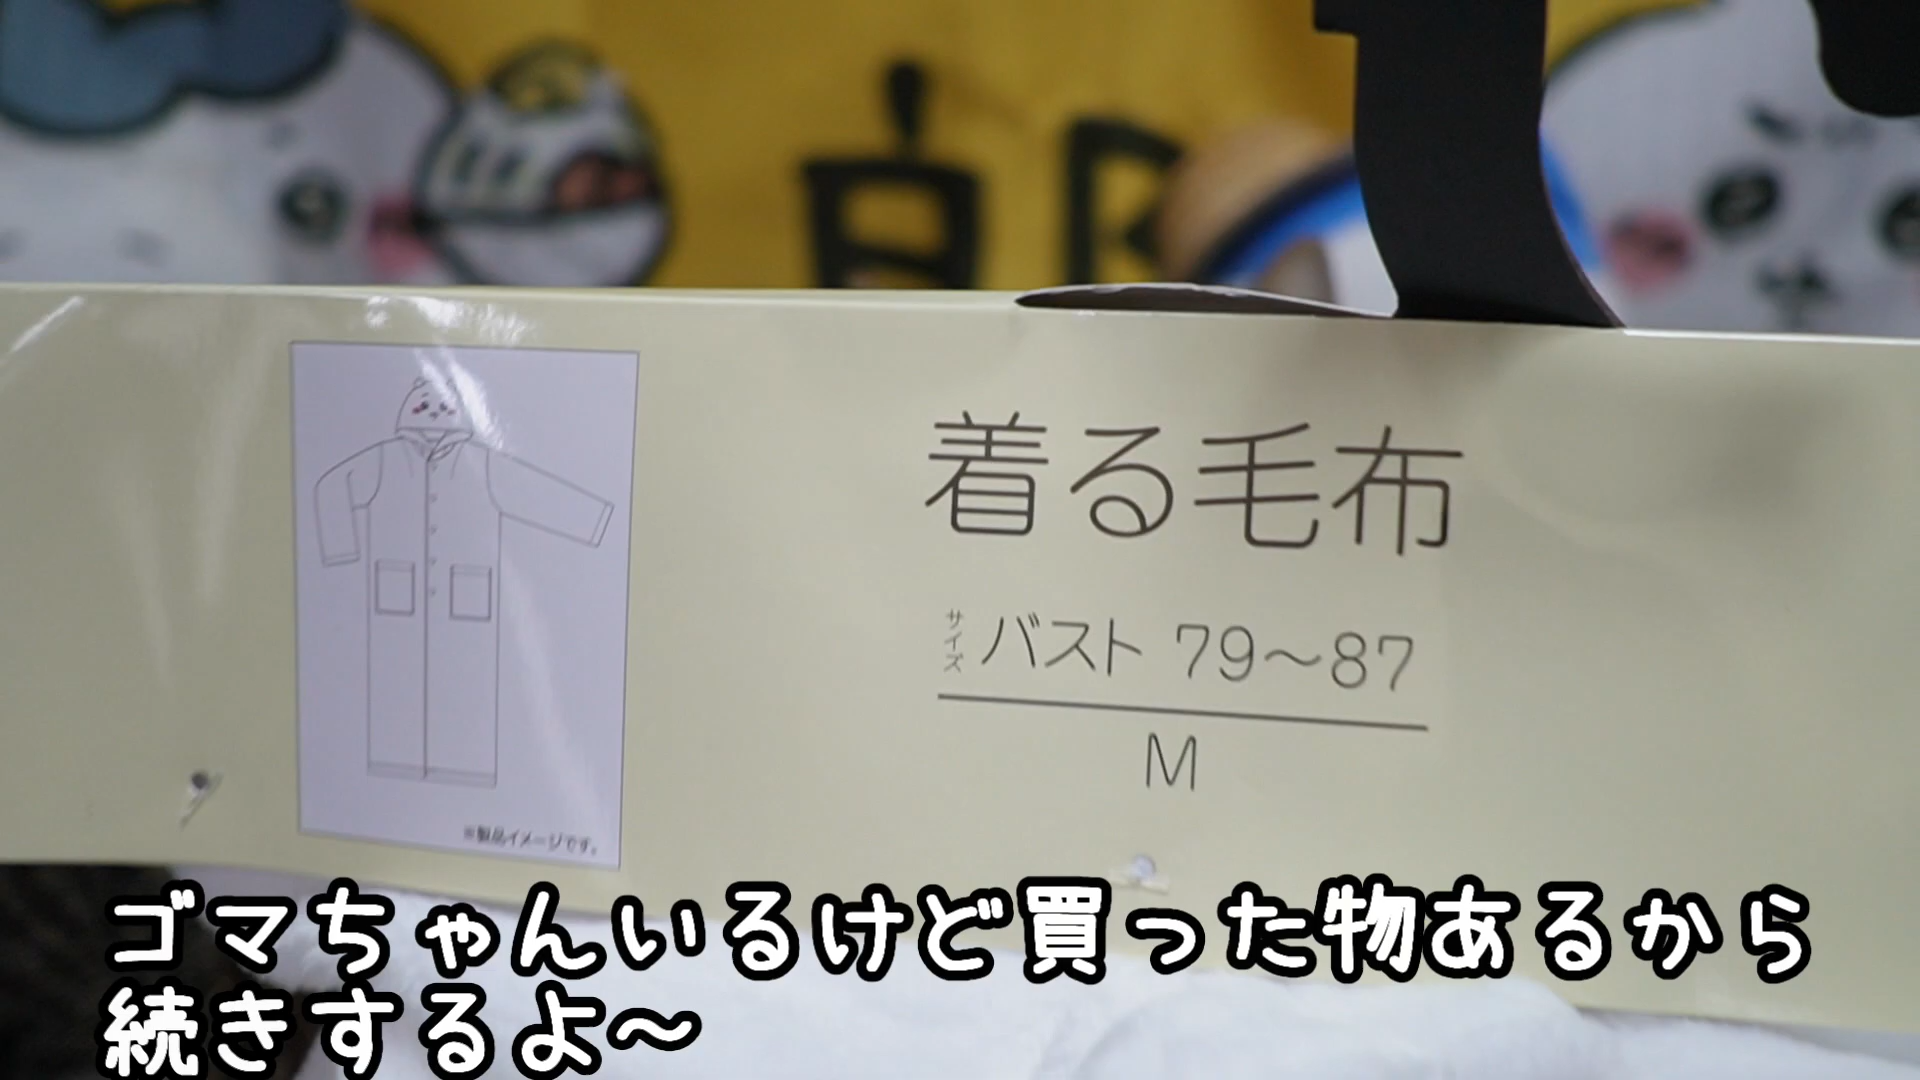 郎
着る毛布
サイズ バスト 79～87
M
※製品イメージです。
ゴマちゃんいるけど買った物あるから
続きするよ～